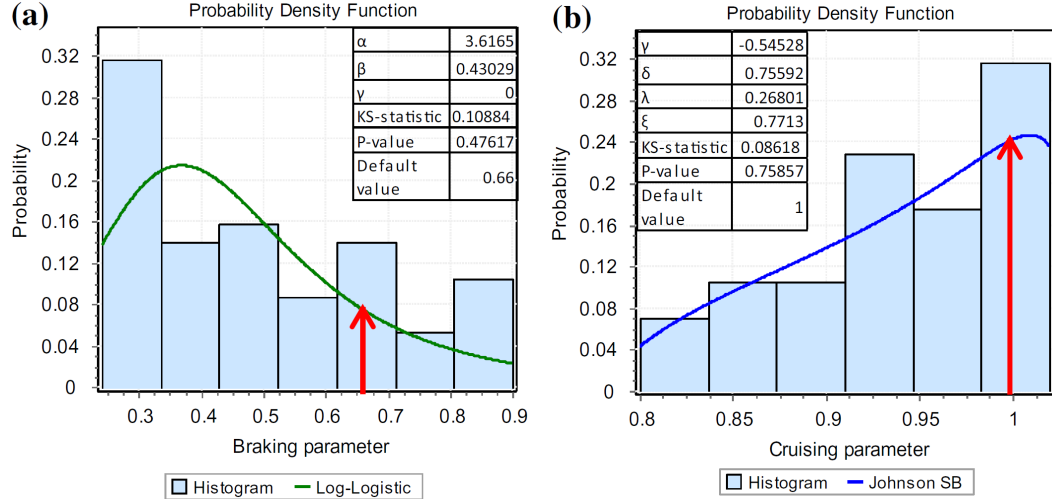 (a)
Probability Density Function
α 3.6165
β 0.43029
γ 0
KS-statistic 0.10884
P-value 0.47617
Default
value 0.66
Probability
0.32
0.28
0.24
0.2
0.16
0.12
0.08
0.04
0
0.3 0.4 0.5 0.6 0.7 0.8 0.9
Braking parameter
Histogram Log-Logistic
(b)
Probability Density Function
γ -0.54528
δ 0.75592
λ 0.26801
ξ 0.7713
KS-statistic 0.08618
P-value 0.75857
Default
value 1
Probability
0.32
0.28
0.24
0.2
0.16
0.12
0.08
0.04
0
0.8 0.85 0.9 0.95 1
Cruising parameter
Histogram Johnson SB